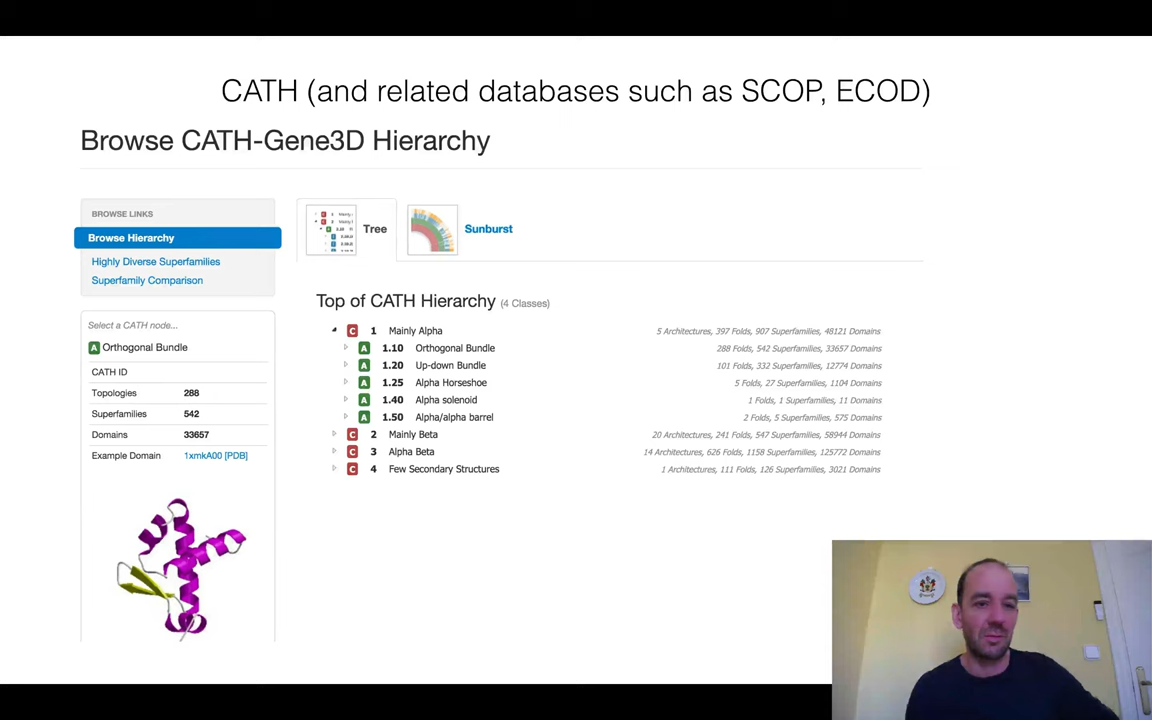 CATH (and related databases such as SCOP, ECOD)
Browse CATH-Gene3D Hierarchy
BROWSE LINKS
Browse Hierarchy
Highly Diverse Superfamilies
Superfamily Comparison
Tree
Sunburst
Select a CATH node...
A Orthogonal Bundle
CATH ID
Topologies 288
Superfamilies 542
Domains 33657
Example Domain 1xmkA00 [PDB]
Top of CATH Hierarchy (4 Classes)
C 1 Mainly Alpha 5 Architectures, 397 Folds, 907 Superfamilies, 48121 Domains
A 1.10 Orthogonal Bundle 288 Folds, 542 Superfamilies, 33657 Domains
A 1.20 Up-down Bundle 101 Folds, 332 Superfamilies, 12774 Domains
A 1.25 Alpha Horseshoe 5 Folds, 27 Superfamilies, 1104 Domains
A 1.40 Alpha solenoid 1 Folds, 1 Superfamilies, 11 Domains
A 1.50 Alpha/alpha barrel 2 Folds, 5 Superfamilies, 575 Domains
C 2 Mainly Beta 20 Architectures, 241 Folds, 547 Superfamilies, 58944 Domains
C 3 Alpha Beta 14 Architectures, 626 Folds, 1158 Superfamilies, 125772 Domains
C 4 Few Secondary Structures 1 Architectures, 111 Folds, 126 Superfamilies, 3021 Domains